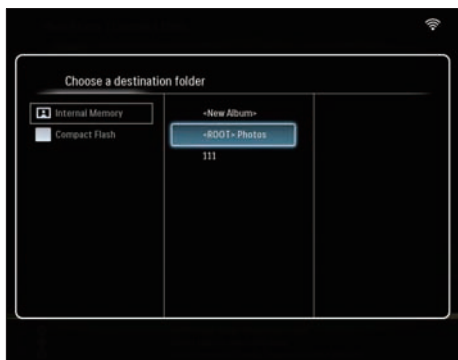 Choose a destination folder
Internal Memory
Compact Flash
<New Album>
<ROOT> Photos
111